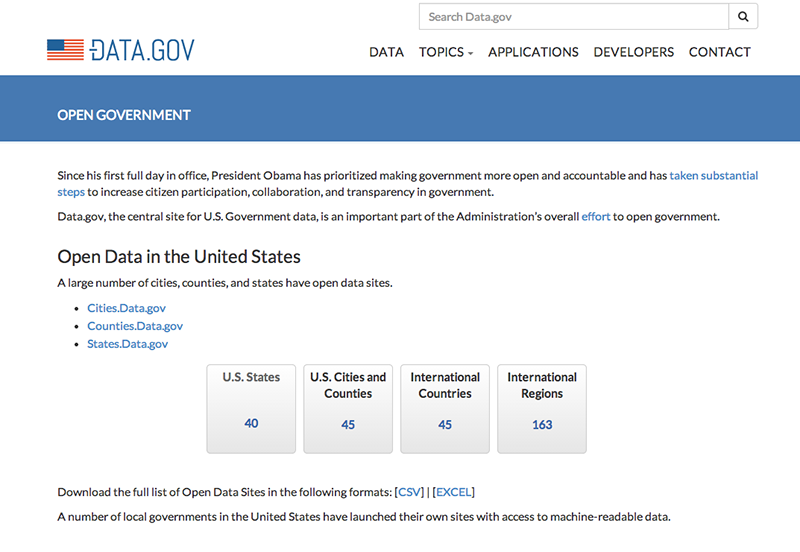 Search Data.gov
DATA.GOV
DATA TOPICS APPLICATIONS DEVELOPERS CONTACT
OPEN GOVERNMENT
Since his first full day in office, President Obama has prioritized making government more open and accountable and has taken substantial
steps to increase citizen participation, collaboration, and transparency in government.
Data.gov, the central site for U.S. Government data, is an important part of the Administration's overall effort to open government.
Open Data in the United States
A large number of cities, counties, and states have open data sites.
• Cities.Data.gov
• Counties.Data.gov
• States.Data.gov
U.S. States
40
U.S. Cities and
Counties
45
International
Countries
45
International
Regions
163
Download the full list of Open Data Sites in the following formats: [CSV] | [EXCEL]
A number of local governments in the United States have launched their own sites with access to machine-readable data.